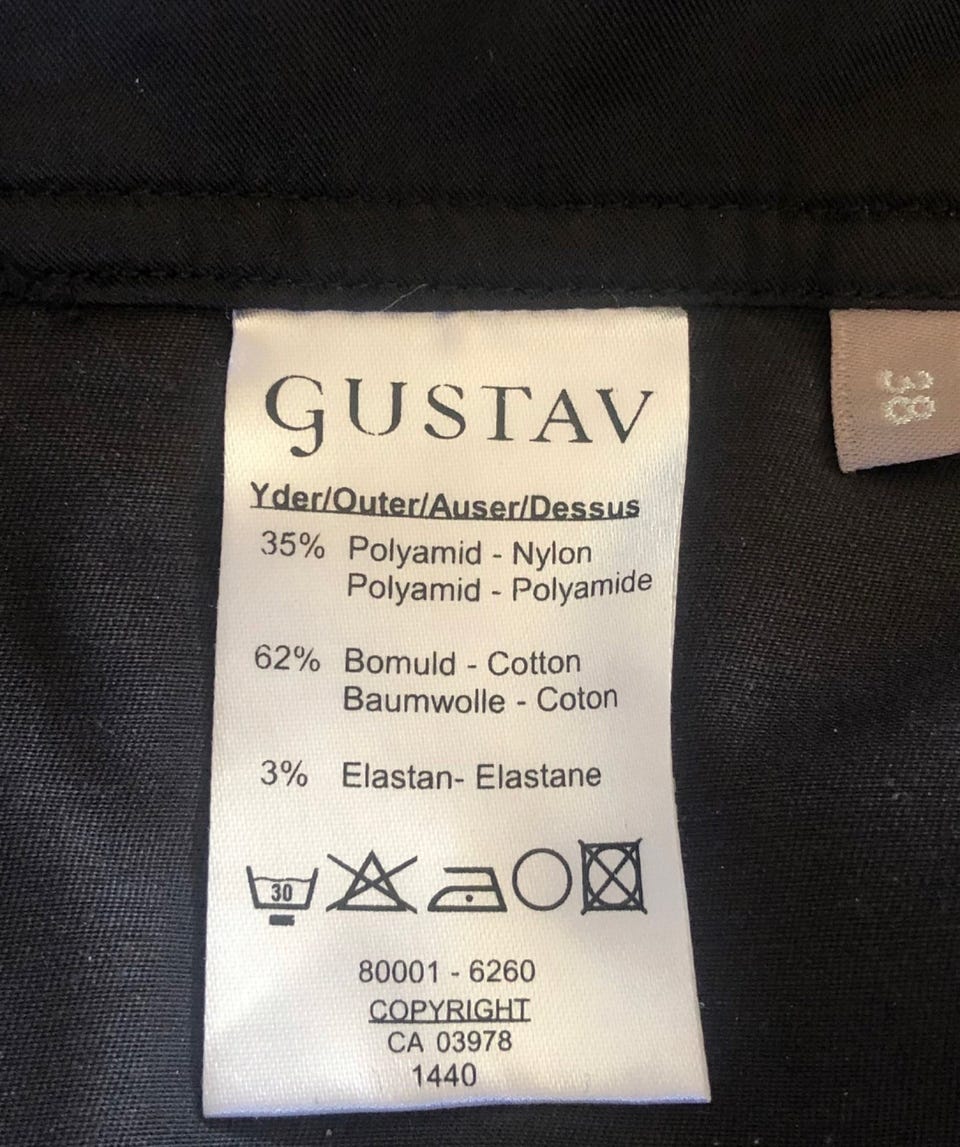 GUSTAV
Yder/Outer/Auser/Dessus
35% Polyamid - Nylon
Polyamid - Polyamide
62% Bomuld - Cotton
Baumwolle - Coton
3% Elastan- Elastane
30
80001 - 6260
COPYRIGHT
CA 03978
1440
38